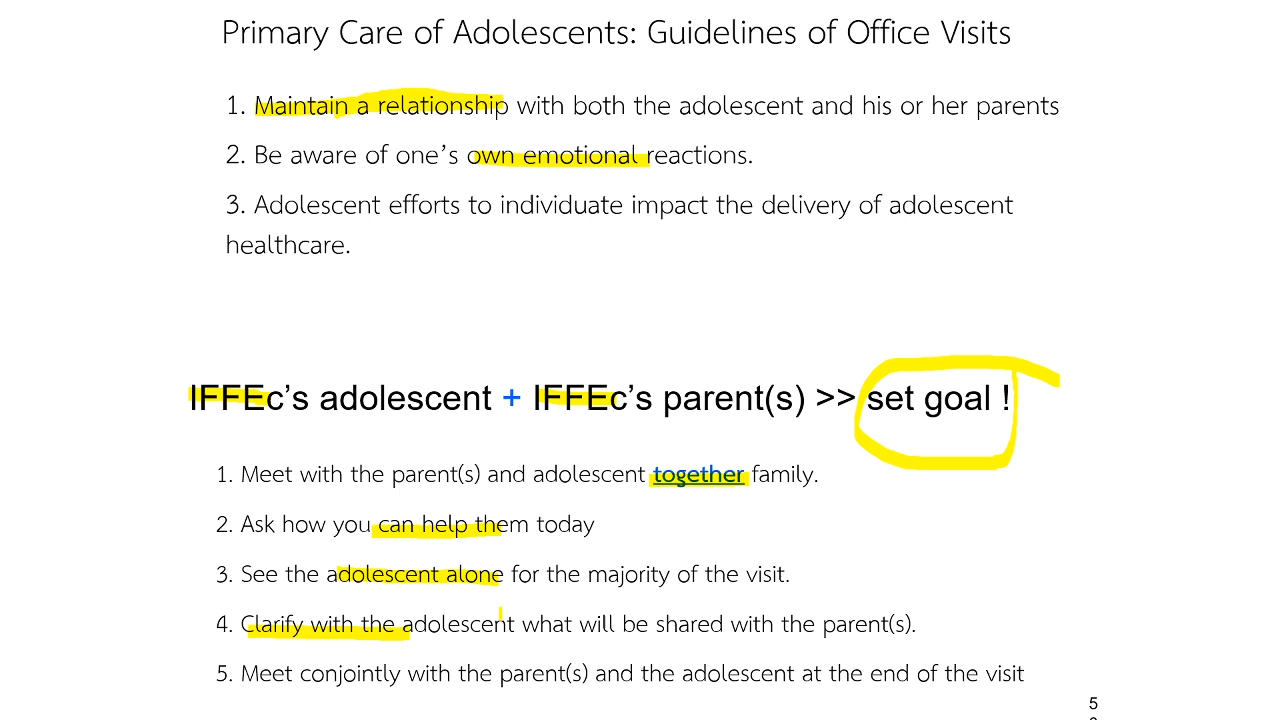 Primary Care of Adolescents: Guidelines of Office Visits
1. Maintain a relationship with both the adolescent and his or her parents
2. Be aware of one’s own emotional reactions.
3. Adolescent efforts to individuate impact the delivery of adolescent
healthcare.
IFFEc’s adolescent + IFFEc’s parent(s) >> set goal !
1. Meet with the parent(s) and adolescent together family.
2. Ask how you can help them today
3. See the adolescent alone for the majority of the visit.
4. Clarify with the adolescent what will be shared with the parent(s).
5. Meet conjointly with the parent(s) and the adolescent at the end of the visit
5